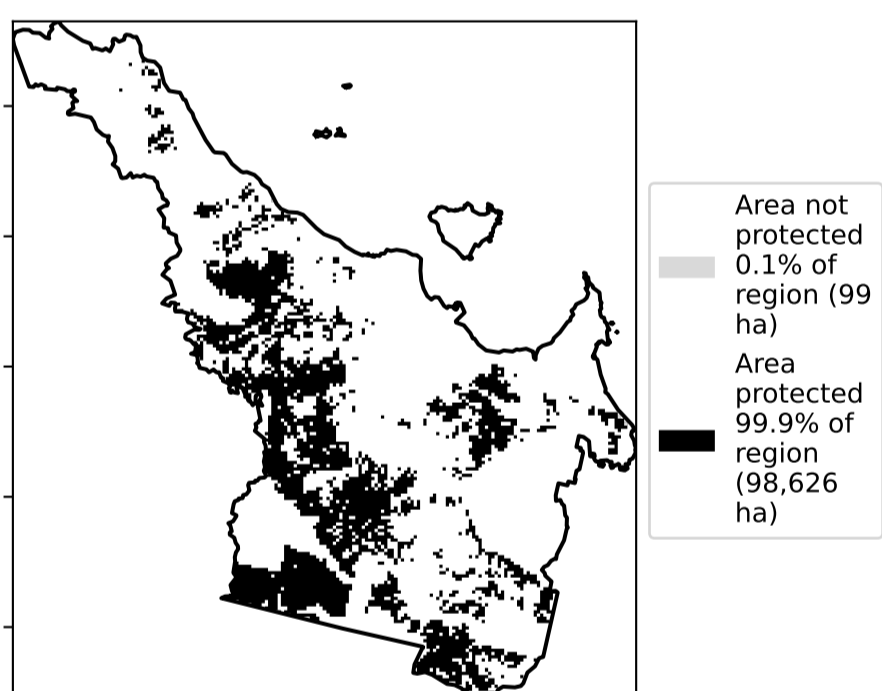 Area not
protected
0.1% of
region (99
ha)
Area
protected
99.9% of
region
(98,626
ha)